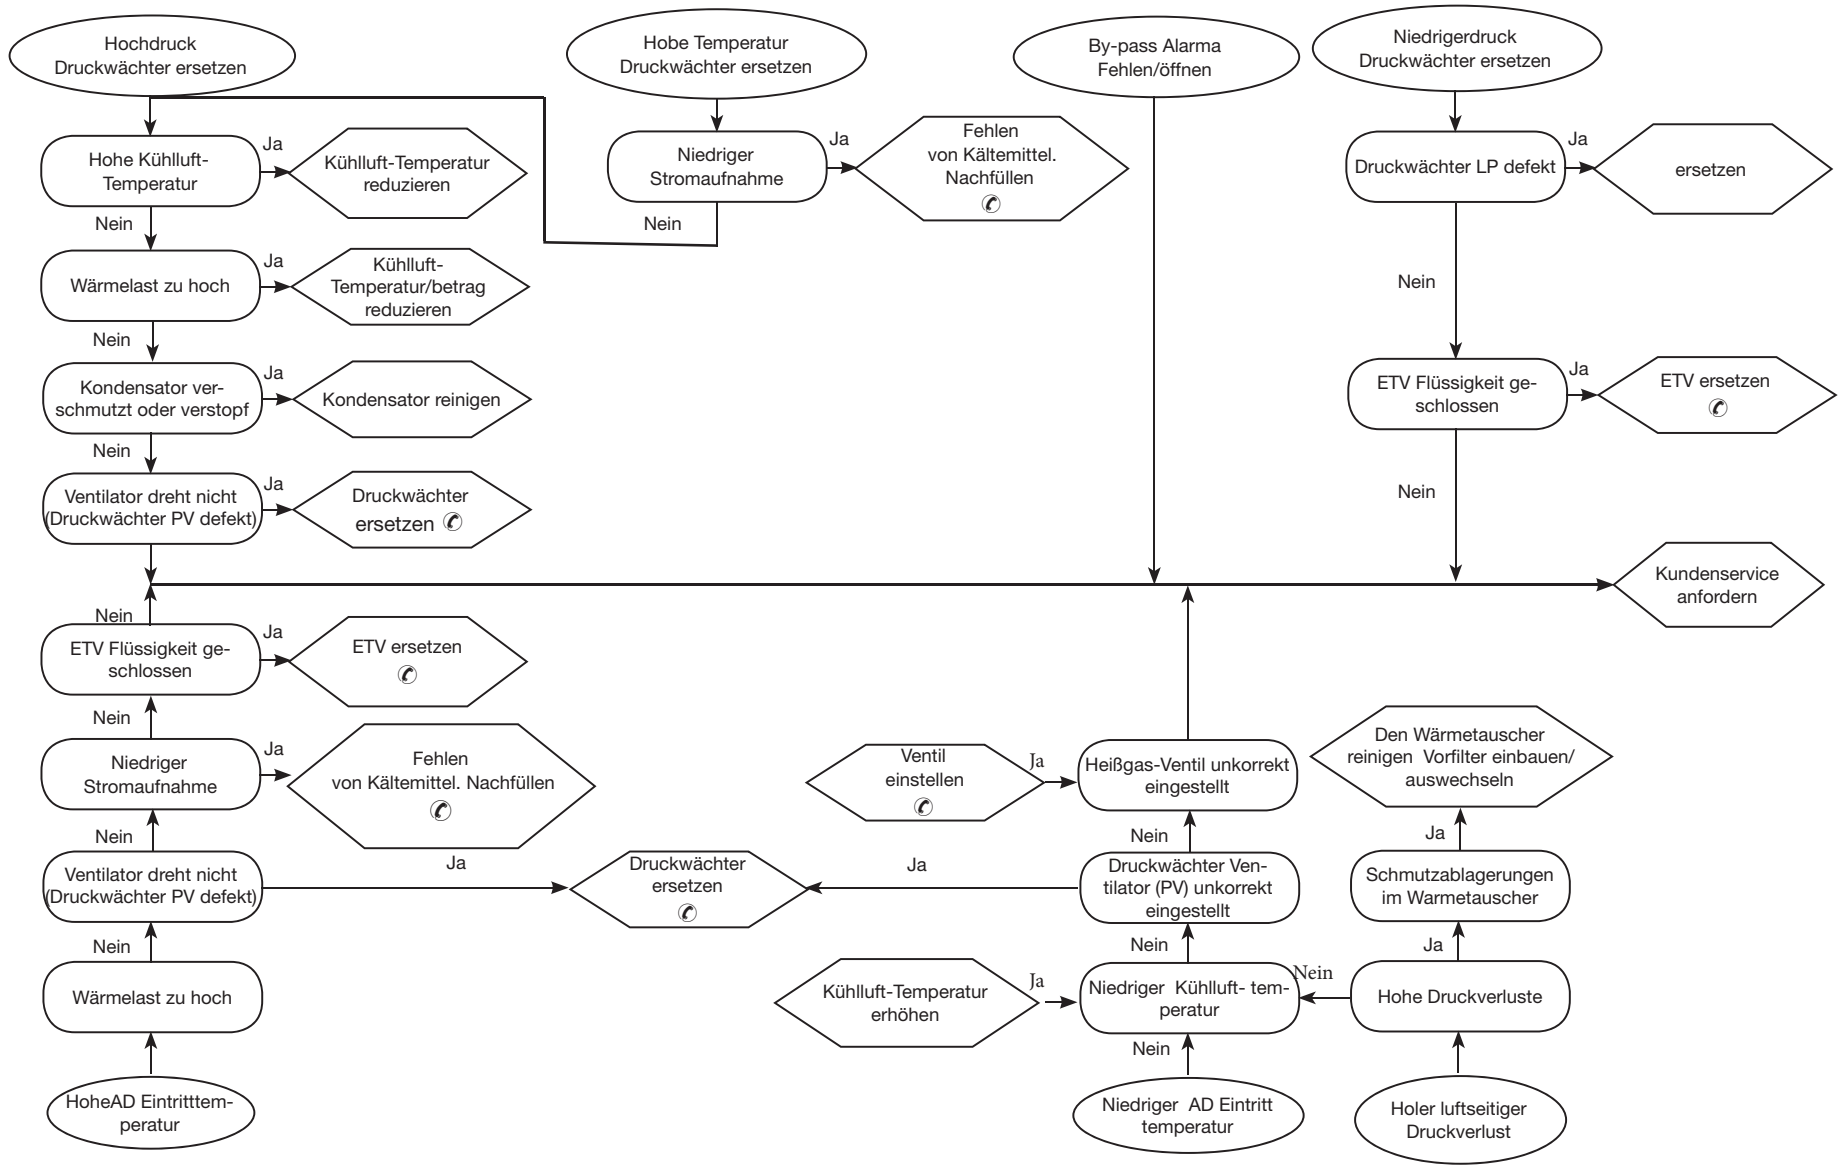 Hochdruck
Druckwächter ersetzen
Hobe Temperatur
Druckwächter ersetzen
By-pass Alarma
Fehlen/öffnen
Niedrigerdruck
Druckwächter ersetzen
Hohe Kühlluft-
Temperatur
Ja
Kühlluft-Temperatur
reduzieren
Niedriger
Stromaufnahme
Ja
Fehlen
von Kältemittel.
Nachfüllen
Druckwächter LP defekt
Ja
ersetzen
Nein
Nein
Nein
Wärmelast zu hoch
Ja
Kühlluft-
Temperatur/betrag
reduzieren
Nein
Kondensator ver-
schmutzt oder verstopf
Ja
Kondensator reinigen
ETV Flüssigkeit ge-
schlossen
Ja
ETV ersetzen
Nein
Nein
Ventilator dreht nicht
(Druckwächter PV defekt)
Ja
Druckwächter
ersetzen
Kundenservice
anfordern
Nein
ETV Flüssigkeit ge-
schlossen
Ja
ETV ersetzen
Nein
Niedriger
Stromaufnahme
Ja
Fehlen
von Kältemittel. Nachfüllen
Ventil
einstellen
Ja
Heißgas-Ventil unkorrekt
eingestellt
Den Wärmetauscher
reinigen Vorfilter einbauen/
auswechseln
Nein
Nein
Ja
Ventilator dreht nicht
(Druckwächter PV defekt)
Ja
Druckwächter
ersetzen
Ja
Druckwächter Ven-
tilator (PV) unkorrekt
eingestellt
Schmutzablagerungen
im Warmetauscher
Nein
Nein
Ja
Wärmelast zu hoch
Kühlluft-Temperatur
erhöhen
Ja
Niedriger Kühlluft- tem-
peratur
Nein
Hohe Druckverluste
Nein
HoheAD Eintritttem-
peratur
Niedriger AD Eintritt
temperatur
Holer luftseitiger
Druckverlust